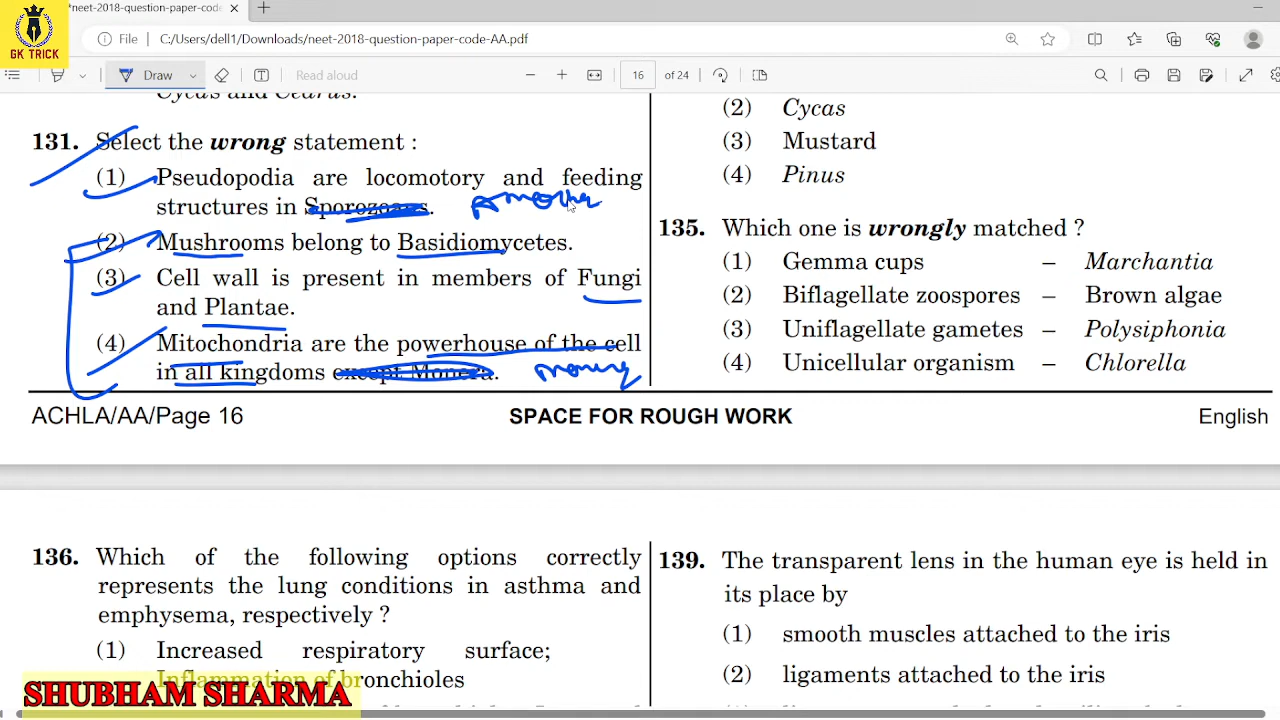 GK TRICK
*neet-2018-question-paper-code-
File
C:/Users/dell1/Downloads/neet-2018-question-paper-code-AA.pdf
Draw
Read aloud
16
of 24
Cycas and Cedrus.
131. Select the wrong statement :
(1) Pseudopodia are locomotory and feeding
structures in Sporozoans.
(2) Mushrooms belong to Basidiomycetes.
(3) Cell wall is present in members of Fungi
and Plantae.
(4) Mitochondria are the powerhouse of the cell
in all kingdoms except Monera.
(2) Cycas
(3) Mustard
(4) Pinus
135. Which one is wrongly matched ?
(1) Gemma cups – Marchantia
(2) Biflagellate zoospores – Brown algae
(3) Uniflagellate gametes – Polysiphonia
(4) Unicellular organism – Chlorella
ACHLA/AA/Page 16
SPACE FOR ROUGH WORK
English
136. Which of the following options correctly
represents the lung conditions in asthma and
emphysema, respectively ?
(1) Increased respiratory surface;
Inflammation of bronchioles
139. The transparent lens in the human eye is held in
its place by
(1) smooth muscles attached to the iris
(2) ligaments attached to the iris
SHUBHAM SHARMA